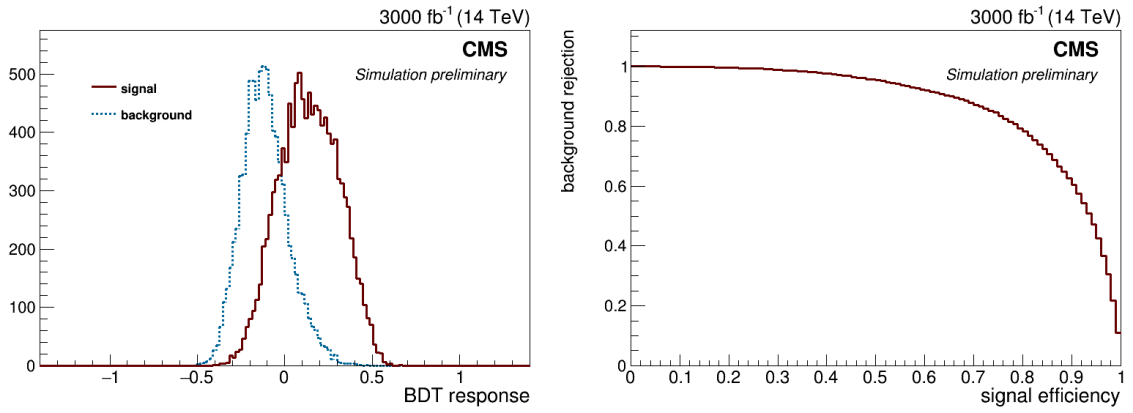 3000 fb⁻¹ (14 TeV)
CMS
Simulation preliminary
signal
background
500
400
300
200
100
0
−1
−0.5
0
0.5
1
BDT response
3000 fb⁻¹ (14 TeV)
background rejection
CMS
Simulation preliminary
1
0.8
0.6
0.4
0.2
0
0 0.1 0.2 0.3 0.4 0.5 0.6 0.7 0.8 0.9 1
signal efficiency